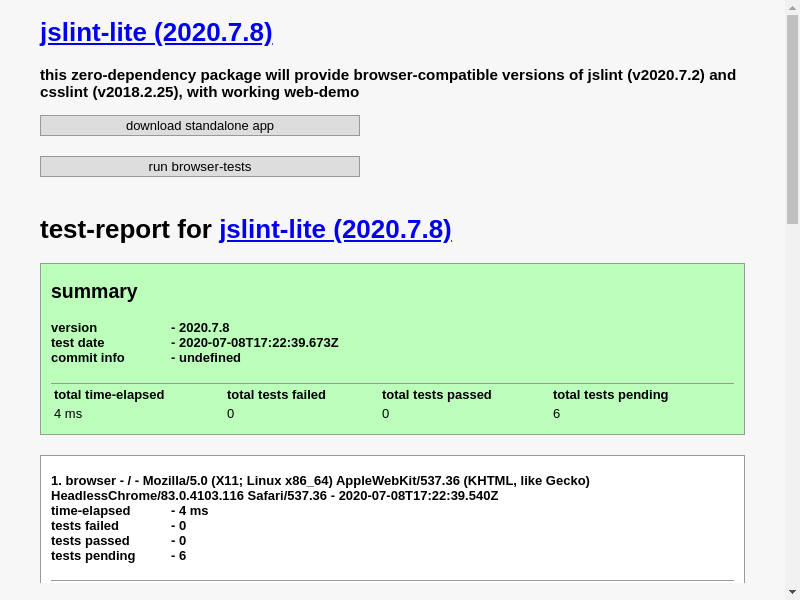 jslint-lite (2020.7.8)
this zero-dependency package will provide browser-compatible versions of jslint (v2020.7.2) and
csslint (v2018.2.25), with working web-demo
download standalone app
run browser-tests
test-report for jslint-lite (2020.7.8)
summary
version - 2020.7.8
test date - 2020-07-08T17:22:39.673Z
commit info - undefined
total time-elapsed total tests failed total tests passed total tests pending
4 ms 0 0 6
1. browser - / - Mozilla/5.0 (X11; Linux x86_64) AppleWebKit/537.36 (KHTML, like Gecko)
HeadlessChrome/83.0.4103.116 Safari/537.36 - 2020-07-08T17:22:39.540Z
time-elapsed - 4 ms
tests failed - 0
tests passed - 0
tests pending - 6